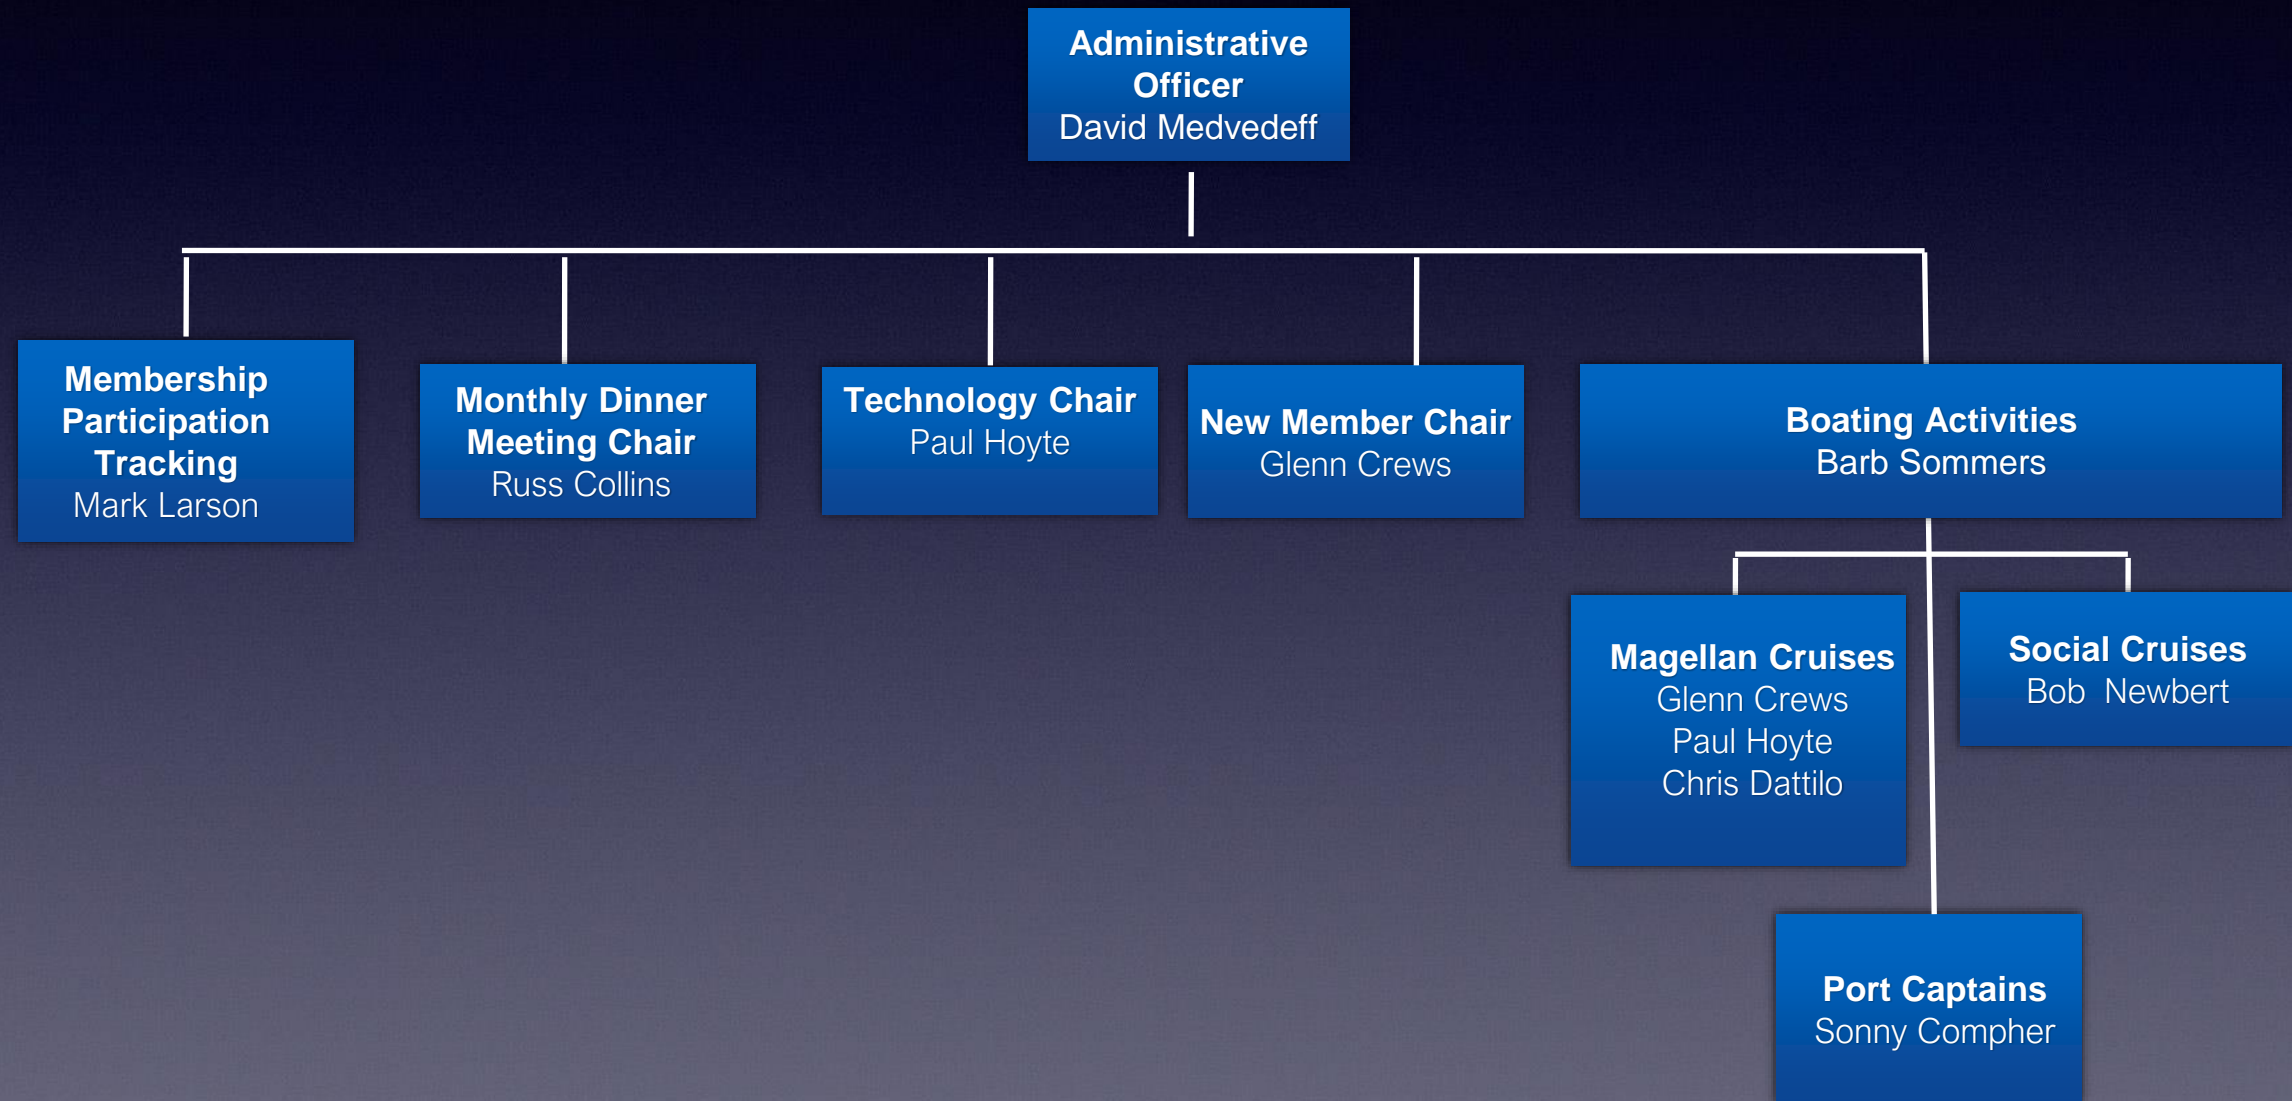 Administrative
Officer
David Medvedeff
Membership
Participation
Tracking
Mark Larson
Monthly Dinner
Meeting Chair
Russ Collins
Technology Chair
Paul Hoyte
New Member Chair
Glenn Crews
Boating Activities
Barb Sommers
Magellan Cruises
Glenn Crews
Paul Hoyte
Chris Dattilo
Social Cruises
Bob  Newbert
Port Captains
Sonny Compher